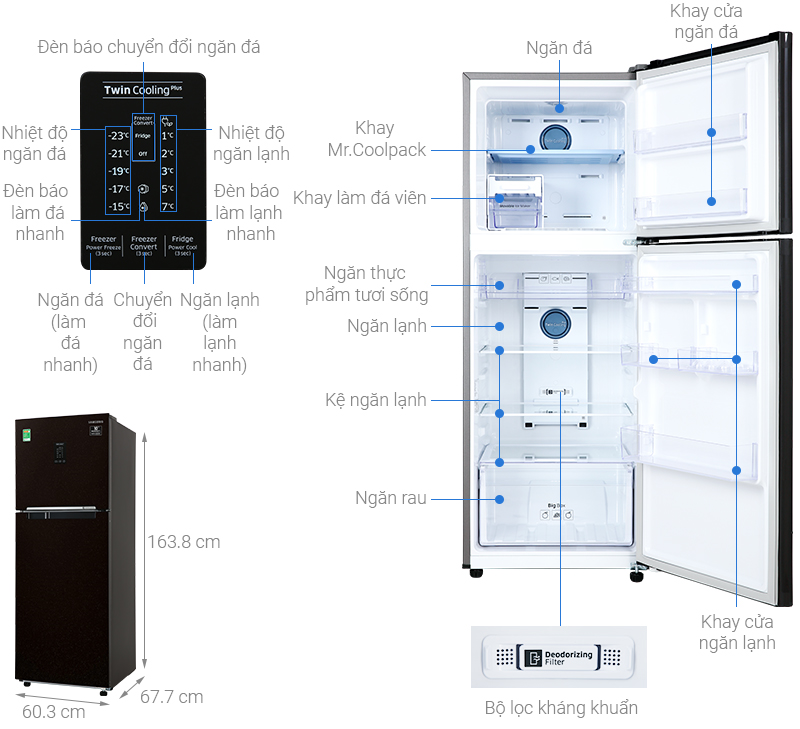 Đèn báo chuyển đổi ngăn đá
Twin Cooling Plus
Freezer
Convert
Fridge
Off
-23°C
-21°C
-19°C
-17°C
-15°C
1°C
2°C
3°C
5°C
7°C
Nhiệt độ
ngăn đá
Nhiệt độ
ngăn lạnh
Đèn báo
làm đá
nhanh
Đèn báo
làm lạnh
nhanh
Freezer
Power Freeze
(3 sec)
Freezer
Convert
(3 sec)
Fridge
Power Cool
(3 sec)
Ngăn đá
(làm
đá
nhanh)
Chuyển
đổi
ngăn
đá
Ngăn lạnh
(làm
lạnh
nhanh)
163.8 cm
67.7 cm
60.3 cm
Khay cửa
ngăn đá
Ngăn đá
Khay
Mr.Coolpack
Khay làm đá viên
Ngăn thực
phẩm tươi sống
Ngăn lạnh
Kệ ngăn lạnh
Ngăn rau
Big box
Khay cửa
ngăn lạnh
Deodorizing
Filter
Bộ lọc kháng khuẩn